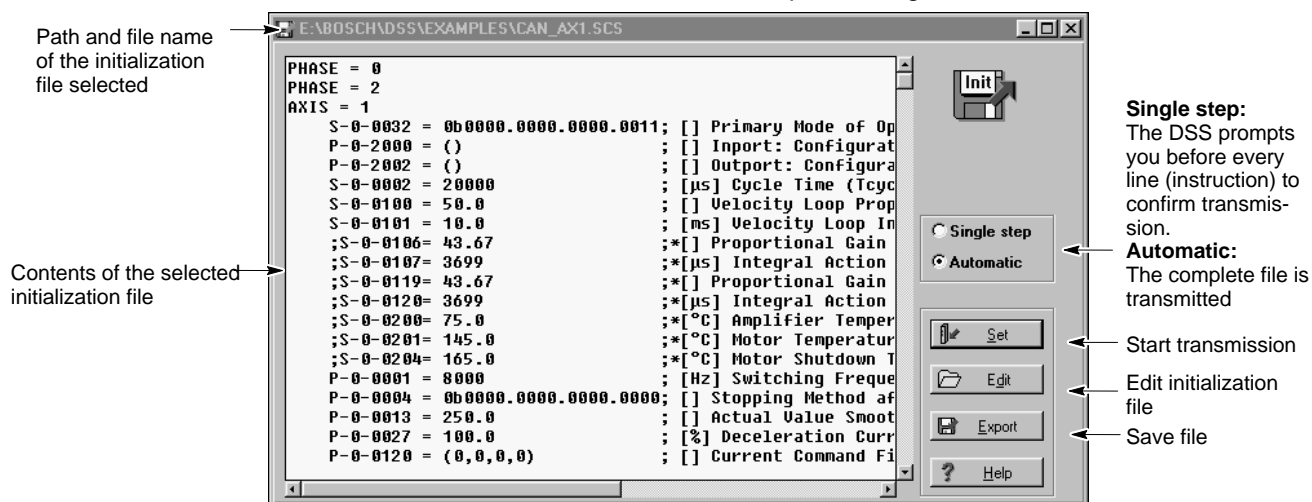 Path and file name
of the initialization
file selected
E:\BOSCH\DSS\EXAMPLES\CAN_AX1.SCS
PHASE = 0
PHASE = 2
AXIS = 1
S-0-0032 = 0b0000.0000.0000.0011; [] Primary Mode of Op
P-0-2000 = () ; [] Inport: Configurat
P-0-2002 = () ; [] Outport: Configura
S-0-0002 = 20000 ; [µs] Cycle Time (Tcyc
S-0-0100 = 50.0 ; [] Velocity Loop Prop
S-0-0101 = 10.0 ; [ms] Velocity Loop In
;S-0-0106= 43.67 ;*[] Proportional Gain
;S-0-0107= 3699 ;*[µs] Integral Action
;S-0-0119= 43.67 ;*[] Proportional Gain
;S-0-0120= 3699 ;*[µs] Integral Action
;S-0-0200= 75.0 ;*[°C] Amplifier Temper
;S-0-0201= 145.0 ;*[°C] Motor Temperatur
;S-0-0204= 165.0 ;*[°C] Motor Shutdown T
P-0-0001 = 8000 ; [Hz] Switching Freque
P-0-0004 = 0b0000.0000.0000.0000; [] Stopping Method af
P-0-0013 = 250.0 ; [] Actual Value Smoot
P-0-0027 = 100.0 ; [%] Deceleration Curr
P-0-0120 = (0,0,0,0) ; [] Current Command Fi
Contents of the selected
initialization file
Init
Single step
Automatic
Set
Edit
Export
Help
Single step:
The DSS prompts
you before every
line (instruction) to
confirm transmis-
sion.
Automatic:
The complete file is
transmitted
Start transmission
Edit initialization
file
Save file